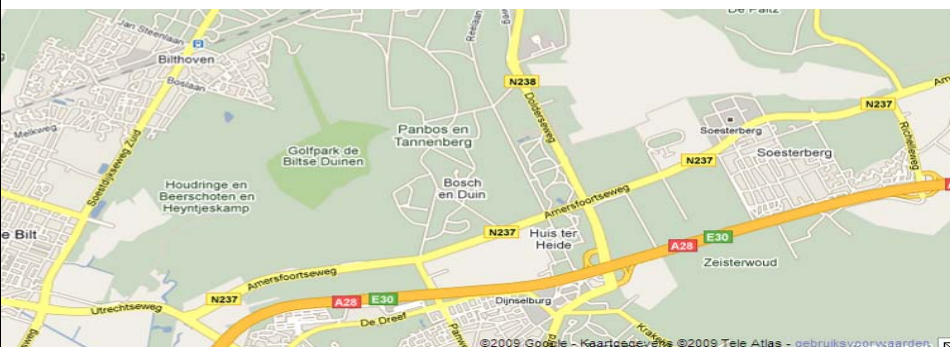 De Paltz
Jan Steenlaan
Reelaan
Bilthoven
N238
Boslaan
N237
Dolderseweg
Richelleweg
Melkweg
Panbos en
Tannenberg
Soesterberg
Soestdijkseweg Zuid
Golfpark de
Biltse Duinen
N237
Soesterberg
Houdringe en
Beerschoten en
Heyntjeskamp
Bosch
en Duin
Amersfoortseweg
e Bilt
N237
Huis ter
Heide
A28
E30
Zeisterwoud
Amersfoortseweg
N237
A28
E30
Dijnselburg
Utrechtseweg
De Dreef
©2009 Google - Kaartgegevens ©2009 Tele Atlas - gebruiksvoorwaarden